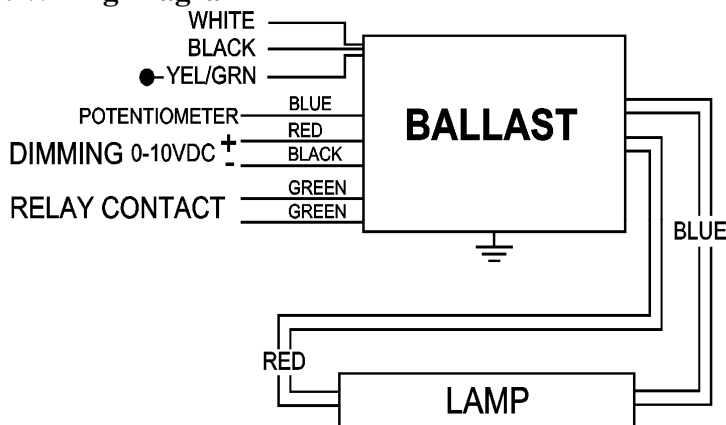 WHITE
BLACK
YEL/GRN
POTENTIOMETER BLUE
RED
DIMMING 0-10VDC + -
BLACK
RELAY CONTACT
GREEN
GREEN
BALLAST
BLUE
RED
LAMP